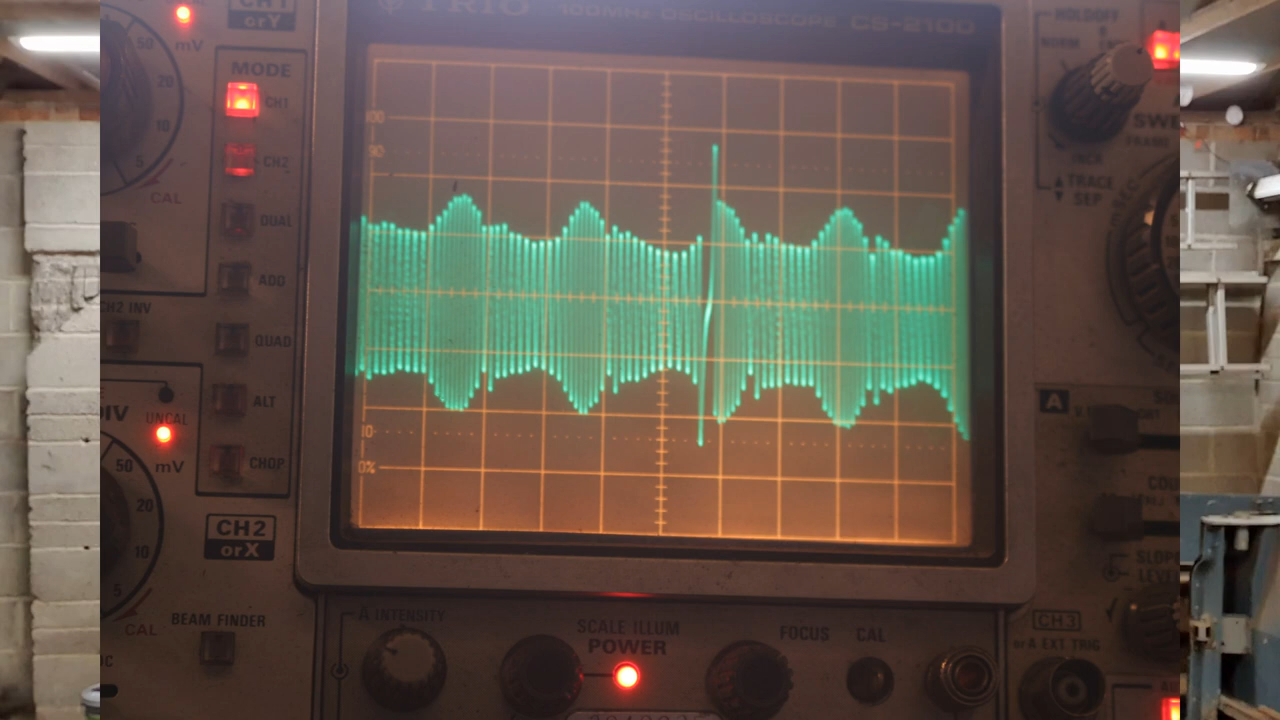 TRIO 100MHz OSCILLOSCOPE CS-2100
CH1
or Y
50
mV
20
10
5
CAL
MODE
CH1
CH2
DUAL
ADD
QUAD
ALT
CHOP
CH2 INV
UNCAL
mV
50
20
10
5
CAL
CH2
or X
BEAM FINDER
100
90
10
0%
A INTENSITY
SCALE ILLUM
POWER
FOCUS
CAL
HOLDOFF
NORM
INCR
TRACE
SEP
A
CH3
or A EXT TRIG